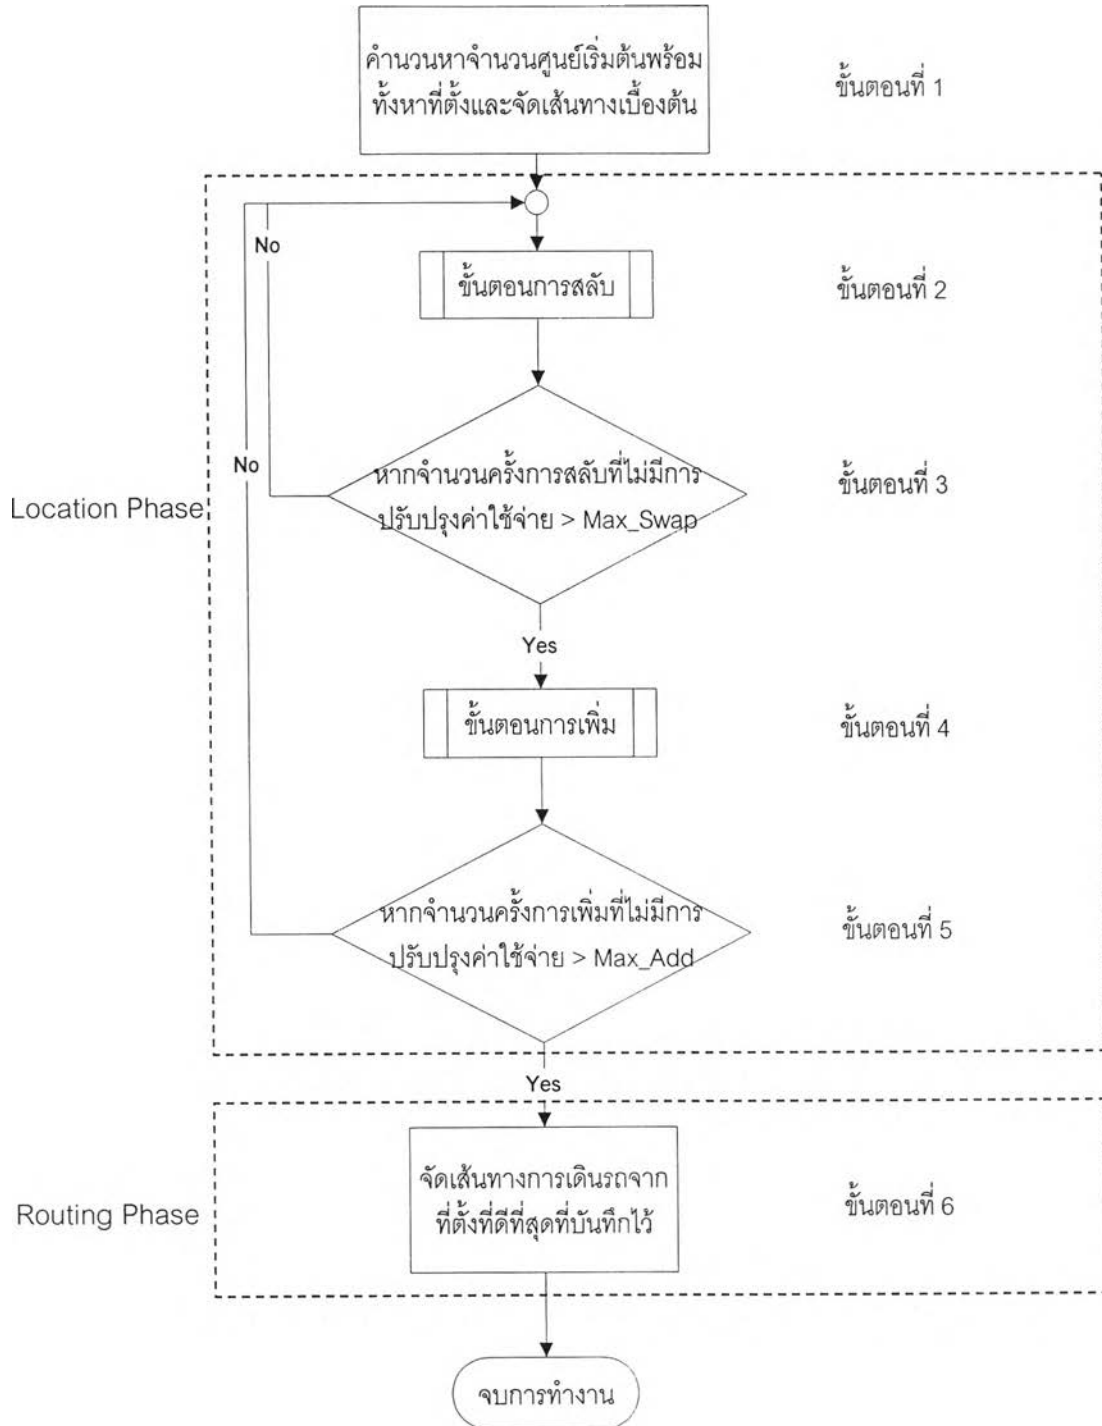 คำนวนหาจำนวนศูนย์เริ่มต้นพร้อม
ทั้งหาที่ตั้งและจัดเส้นทางเบื้องต้น
ขั้นตอนที่ 1
No
ขั้นตอนการสลับ
ขั้นตอนที่ 2
No
หากจำนวนครั้งการสลับที่ไม่มีการ
ปรับปรุงค่าใช้จ่าย > Max_Swap
ขั้นตอนที่ 3
Location Phase
Yes
ขั้นตอนการเพิ่ม
ขั้นตอนที่ 4
หากจำนวนครั้งการเพิ่มที่ไม่มีการ
ปรับปรุงค่าใช้จ่าย > Max_Add
ขั้นตอนที่ 5
Yes
จัดเส้นทางการเดินรถจาก
ที่ตั้งที่ดีที่สุดที่บันทึกไว้
ขั้นตอนที่ 6
Routing Phase
จบการทำงาน